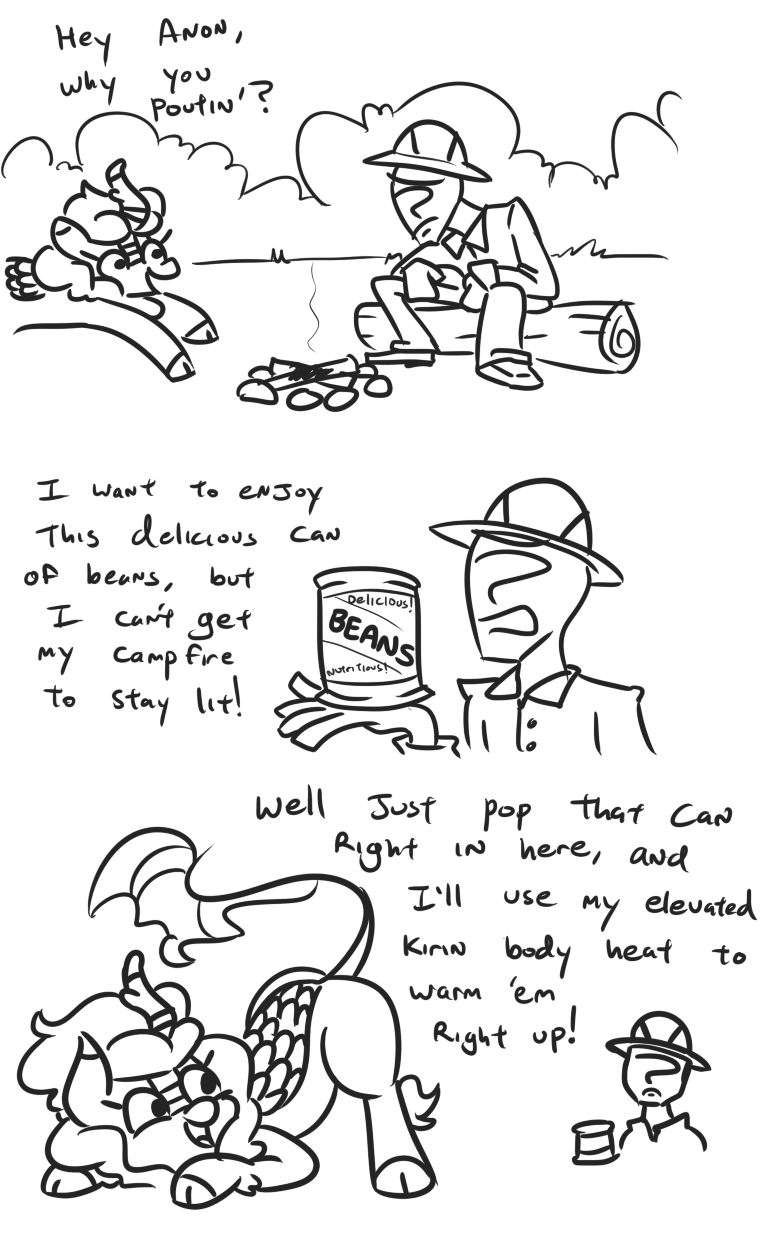 Hey Anon,
why you
poutin'?
I want to enjoy
This delicious can
of beans, but
I can't get
my campfire
to stay lit!
Delicious!
BEANS
Nutritious!
Well Just pop that can
Right in here, and
I'll use my elevated
kirin body heat to
warm 'em
Right up!